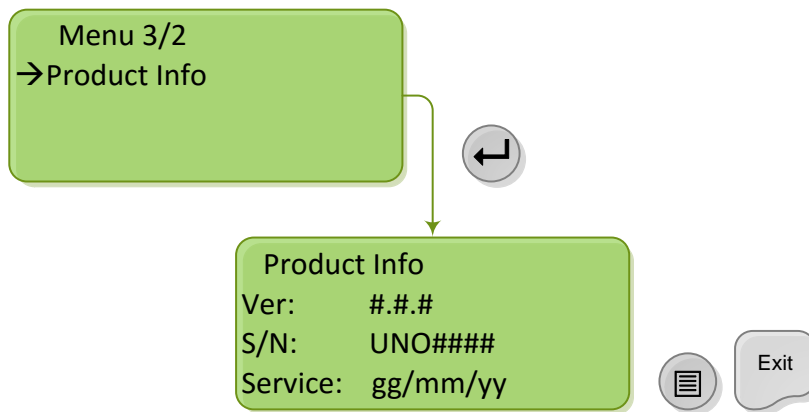 Menu 3/2
→Product Info
Product Info
Ver: #.#.#
S/N: UNO####
Service: gg/mm/yy
Exit